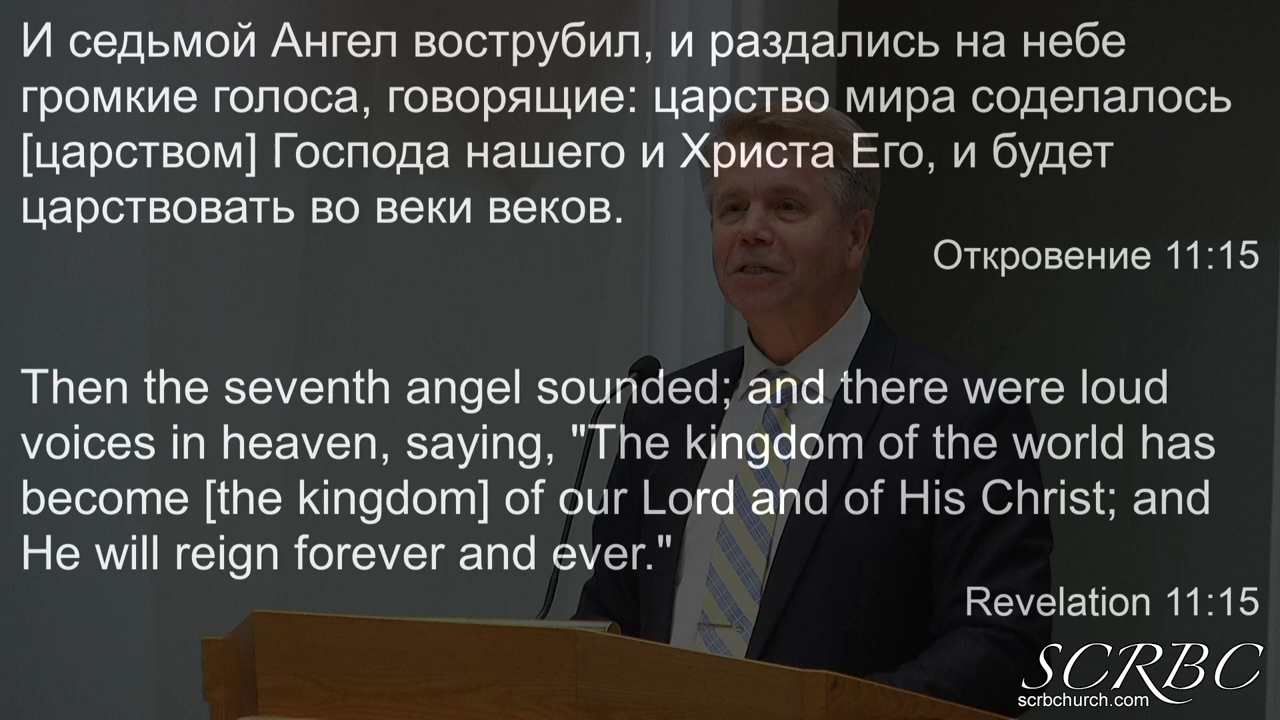 И седьмой Ангел вострубил, и раздались на небе
громкие голоса, говорящие: царство мира соделалось
[царством] Господа нашего и Христа Его, и будет
царствовать во веки веков.
Откровение 11:15
Then the seventh angel sounded; and there were loud
voices in heaven, saying, "The kingdom of the world has
become [the kingdom] of our Lord and of His Christ; and
He will reign forever and ever."
Revelation 11:15
SCRBC
scrbchurch.com